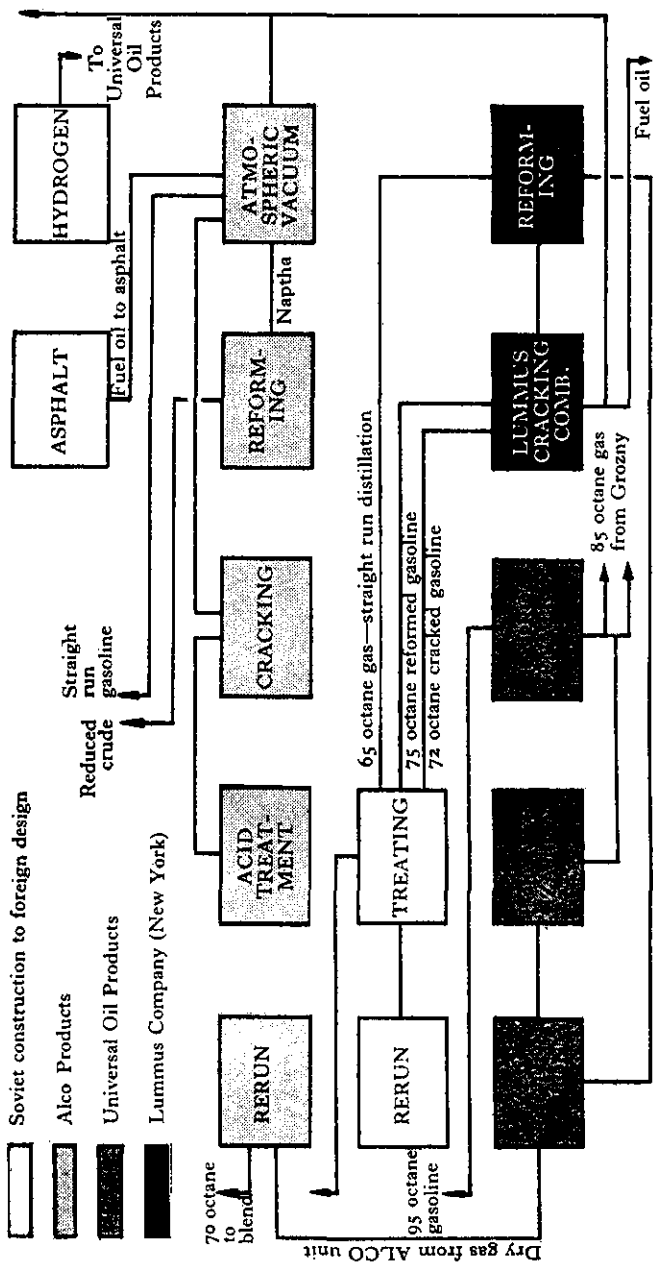 Soviet construction to foreign design
Alco Products
Universal Oil Products
Lummus Company (New York)
70 octane
to
blend
RERUN
ACID
TREAT-
MENT
CRACKING
REFORM-
ING
ATMO-
SPHERIC
VACUUM
Naptha
Reduced
crude
Straight
run
gasoline
ASPHALT
Fuel oil to asphalt
HYDROGEN
To
Universal
Oil
Products
RERUN
TREATING
65 octane gas—straight run distillation
75 octane reformed gasoline
72 octane cracked gasoline
95 octane
gasoline
Dry gas from ALCO unit
85 octane gas
from Grozny
LUMMUS
CRACKING
COMB.
REFORM-
ING
Fuel oil